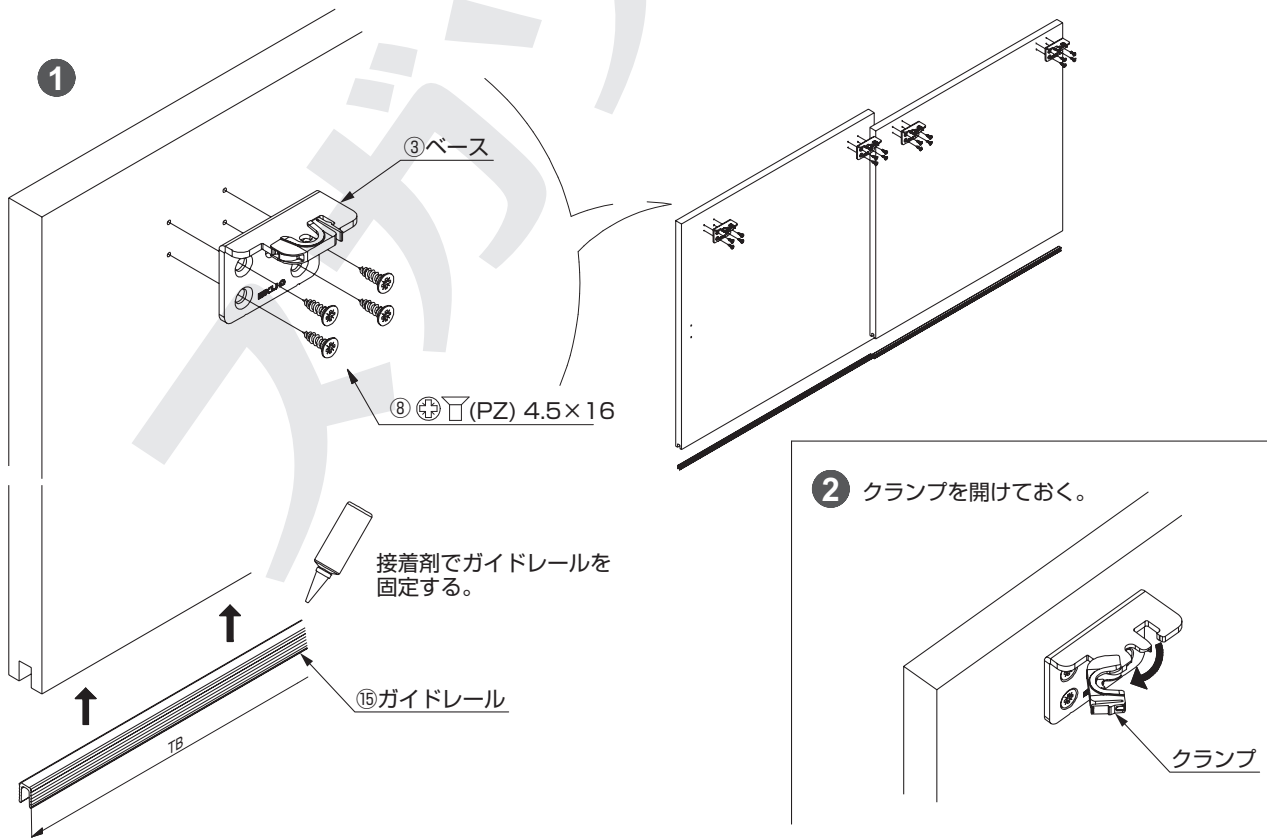 1
③ベース
⑧ (PZ) 4.5×16
接着剤でガイドレールを
固定する。
⑮ガイドレール
TB
2 クランプを開けておく。
クランプ